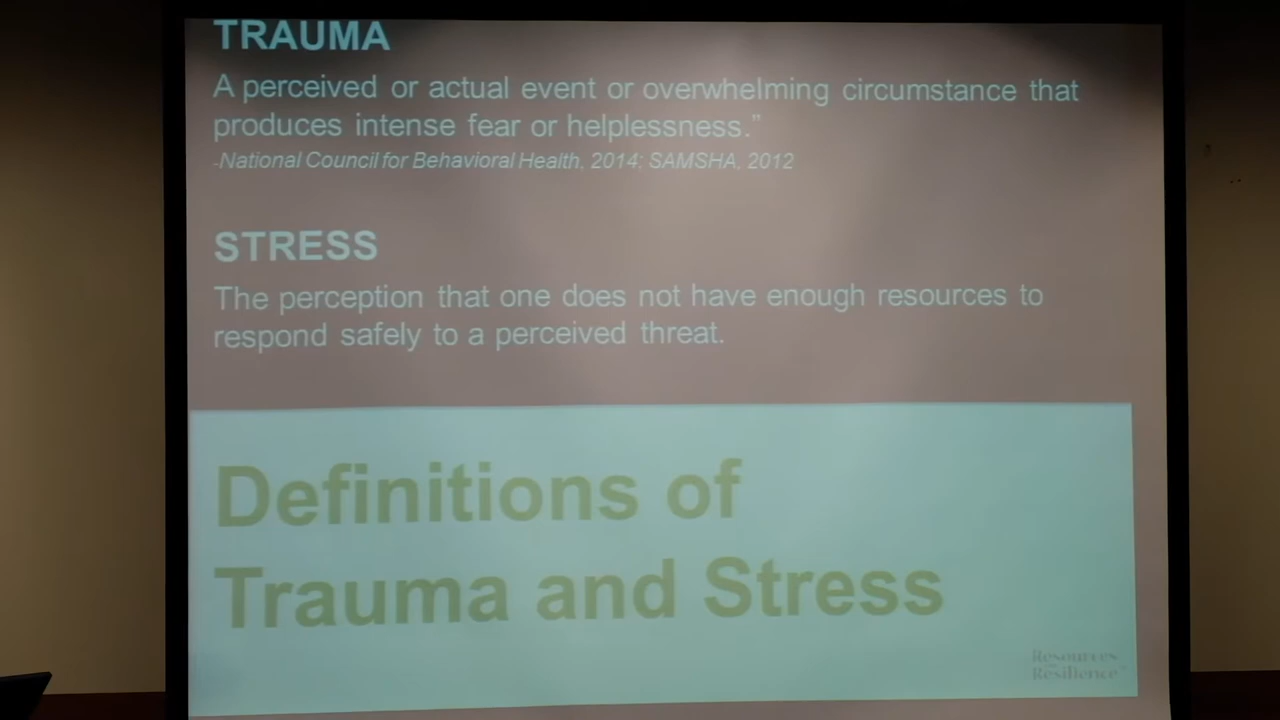 TRAUMA
A perceived or actual event or overwhelming circumstance that
produces intense fear or helplessness."
-National Council for Behavioral Health, 2014; SAMSHA, 2012
STRESS
The perception that one does not have enough resources to
respond safely to a perceived threat.
Definitions of
Trauma and Stress
Resources
Resilience